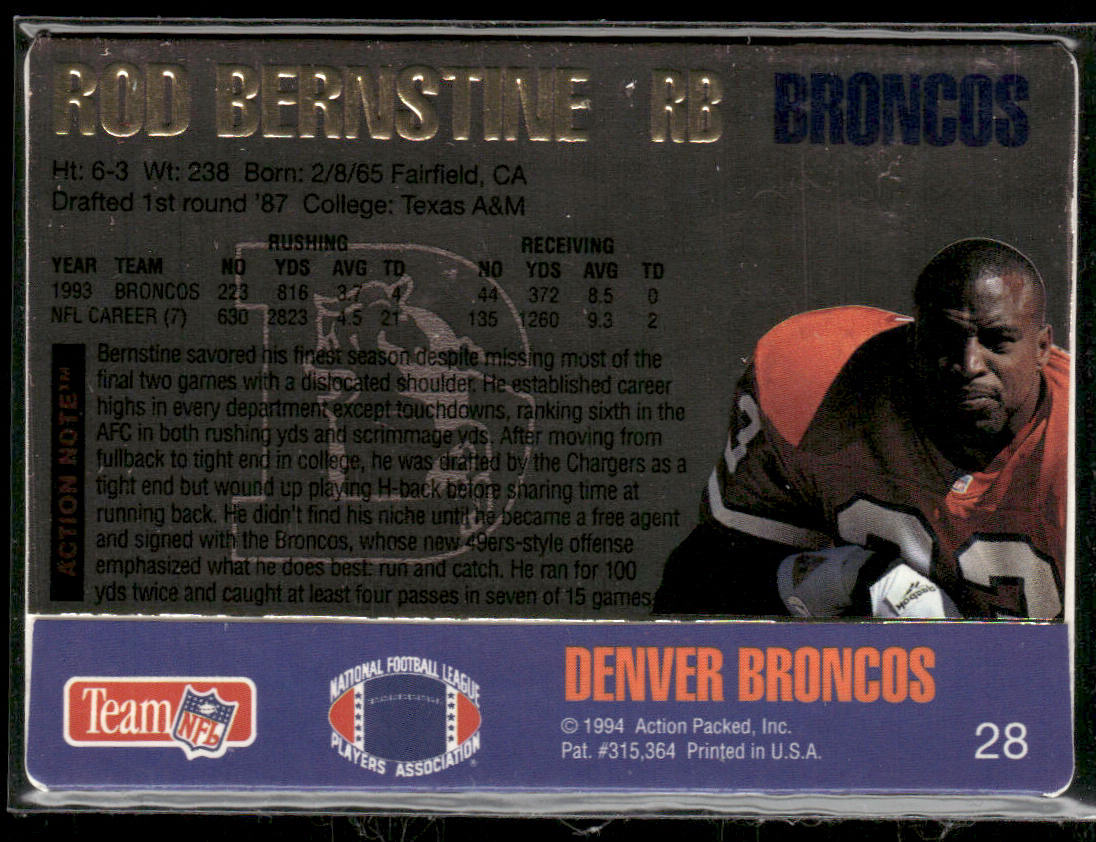 ROD BERNSTINE RB BRONCOS
Ht: 6-3 Wt: 238 Born: 2/8/65 Fairfield, CA
Drafted 1st round '87 College: Texas A&M
RUSHING RECEIVING
YEAR TEAM NO YDS AVG TD NO YDS AVG TD
1993 BRONCOS 223 816 3.7 4 44 372 8.5 0
NFL CAREER (7) 630 2823 4.5 21 135 1260 9.3 2
ACTION NOTE™
Bernstine savored his finest season despite missing most of the
final two games with a dislocated shoulder. He established career
highs in every department except touchdowns, ranking sixth in the
AFC in both rushing yds and scrimmage yds. After moving from
fullback to tight end in college, he was drafted by the Chargers as a
tight end but wound up playing H-back before sharing time at
running back. He didn't find his niche until he became a free agent
and signed with the Broncos, whose new 49ers-style offense
emphasized what he does best: run and catch. He ran for 100
yds twice and caught at least four passes in seven of 15 games.
Reebok
Team NFL
NATIONAL FOOTBALL LEAGUE
PLAYERS ASSOCIATION®
DENVER BRONCOS
© 1994 Action Packed, Inc.
Pat. #315,364 Printed in U.S.A.
28